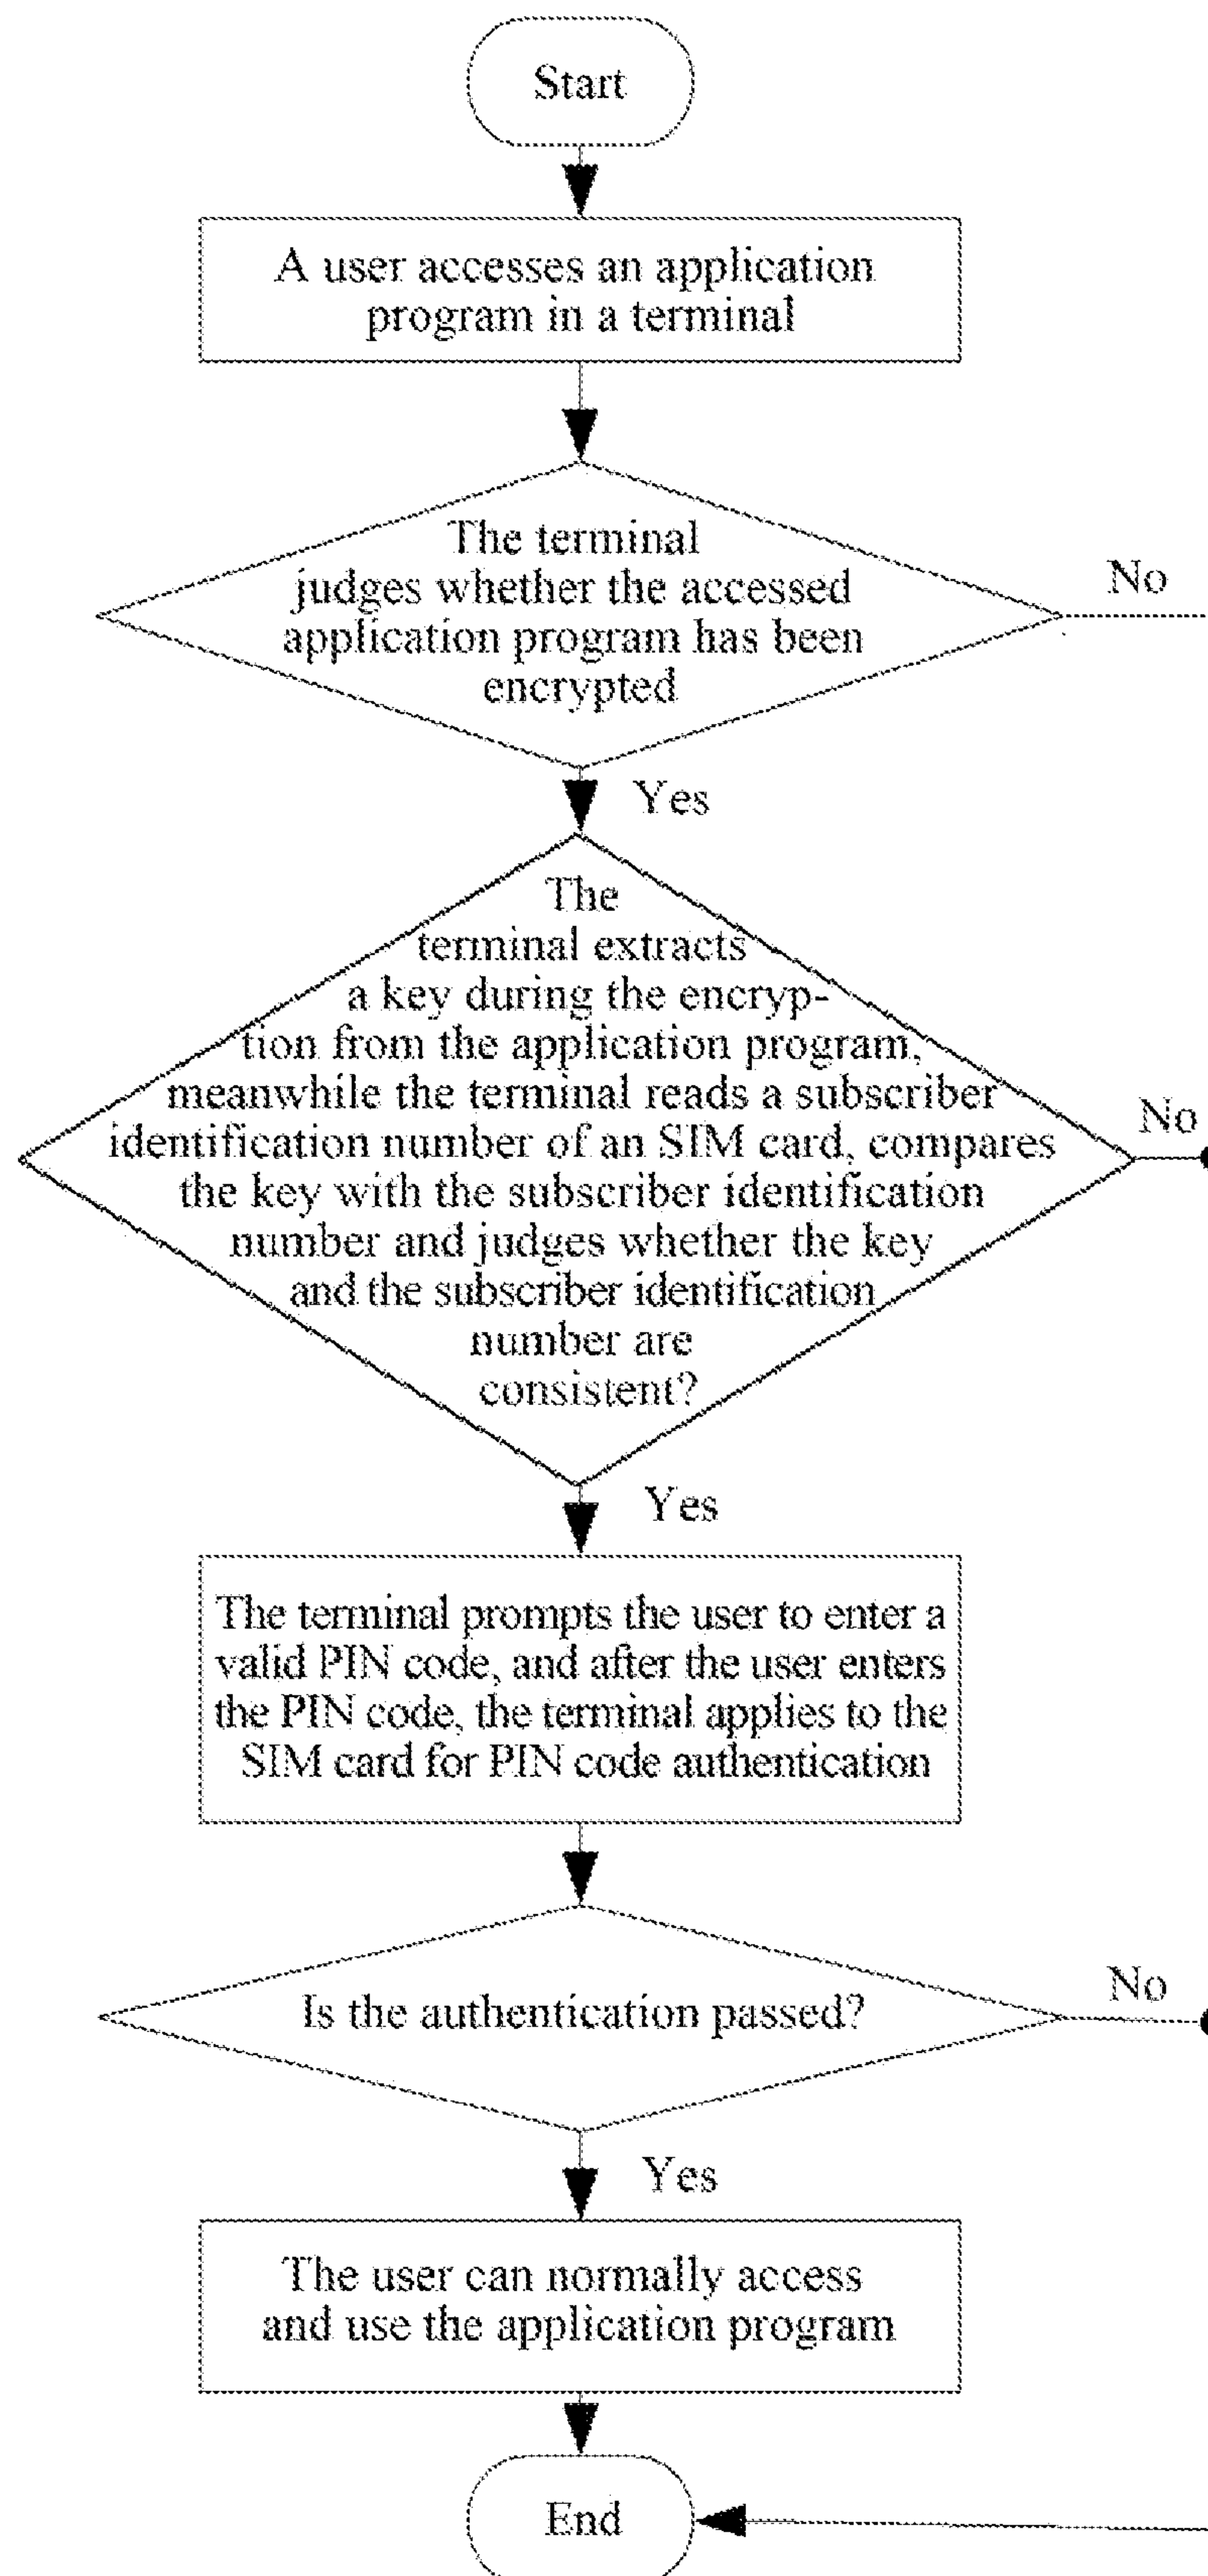 Start
A user accesses an application
program in a terminal
The terminal
judges whether the accessed
application program has been
encrypted
No
Yes
The
terminal extracts
a key during the encryp-
tion from the application program,
meanwhile the terminal reads a subscriber
identification number of an SIM card, compares
the key with the subscriber identification
number and judges whether the key
and the subscriber identification
number are
consistent?
No
Yes
The terminal prompts the user to enter a
valid PIN code, and after the user enters
the PIN code, the terminal applies to the
SIM card for PIN code authentication
Is the authentication passed?
No
Yes
The user can normally access
and use the application program
End